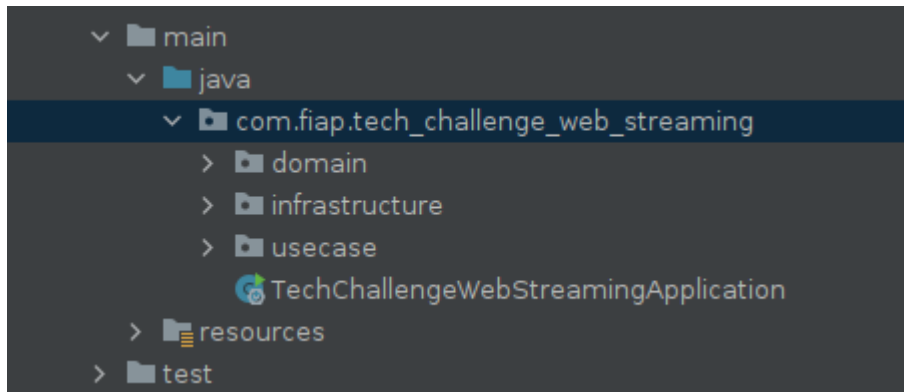 main
java
com.fiap.tech_challenge_web_streaming
domain
infrastructure
usecase
TechChallengeWebStreamingApplication
resources
test